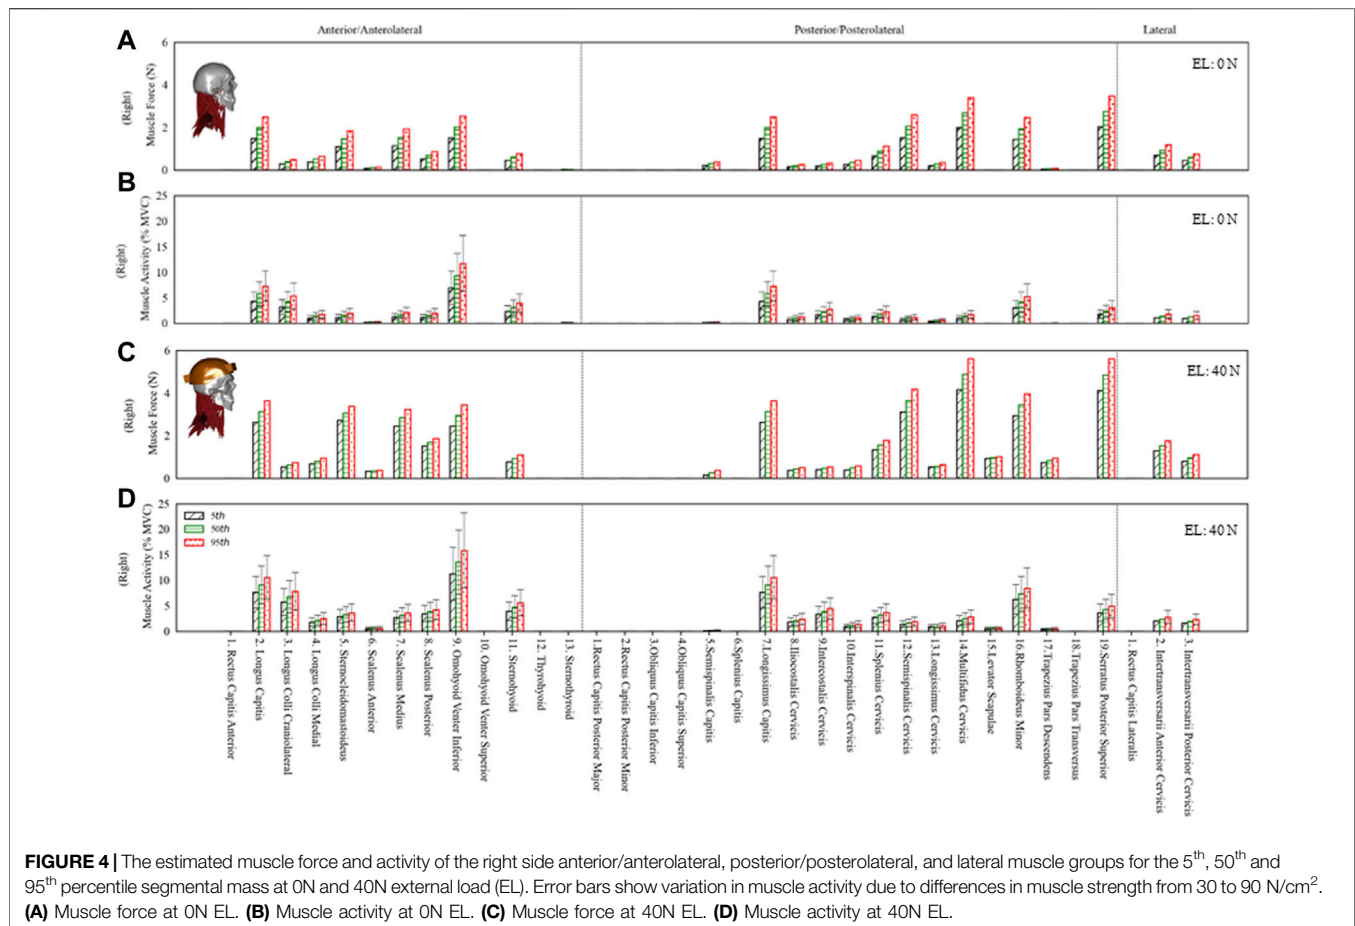 Anterior/Anterolateral
Posterior/Posterolateral
Lateral
A
(Right)
Muscle Force (N)
6
4
2
0
EL: 0N
B
(Right)
Muscle Activity (% MVC)
25
20
15
10
5
0
EL: 0N
C
(Right)
Muscle Force (N)
6
4
2
0
EL: 40N
D
(Right)
Muscle Activity (% MVC)
25
20
15
10
5
0
5th
50th
95th
EL: 40N
1. Rectus Capitis Anterior
2. Longus Capitis
3. Longus Colli Craniolateral
4. Longus Colli Medial
5. Sternocleidomastoideus
6. Scalenus Anterior
7. Scalenus Medius
8. Scalenus Posterior
9. Omohyoid Venter Inferior
10. Omohyoid Venter Superior
11. Sternohyoid
12. Thyrohyoid
13. Sternothyroid
1.Rectus Capitis Posterior Major
2.Rectus Capitis Posterior Minor
3.Obliquus Capitis Inferior
4.Obliquus Capitis Superior
5.Semispinalis Capitis
6.Splenius Capitis
7.Longissimus Capitis
8.Iliocostalis Cervicis
9.Intercostalis Cervicis
10.Interspinalis Cervicis
11.Splenius Cervicis
12.Semispinalis Cervicis
13.Longissimus Cervicis
14.Multifidus Cervicis
15.Levator Scapulae
16.Rhomboideus Minor
17.Trapezius Pars Descendens
18.Trapezius Pars Transversus
19.Serratus Posterior Superior
1. Rectus Capitis Lateralis
2. Intertransversarii Anterior Cervicis
3. Intertransversarii Posterior Cervicis
FIGURE 4 | The estimated muscle force and activity of the right side anterior/anterolateral, posterior/posterolateral, and lateral muscle groups for the 5th, 50th and
95th percentile segmental mass at 0N and 40N external load (EL). Error bars show variation in muscle activity due to differences in muscle strength from 30 to 90 N/cm².
(A) Muscle force at 0N EL. (B) Muscle activity at 0N EL. (C) Muscle force at 40N EL. (D) Muscle activity at 40N EL.